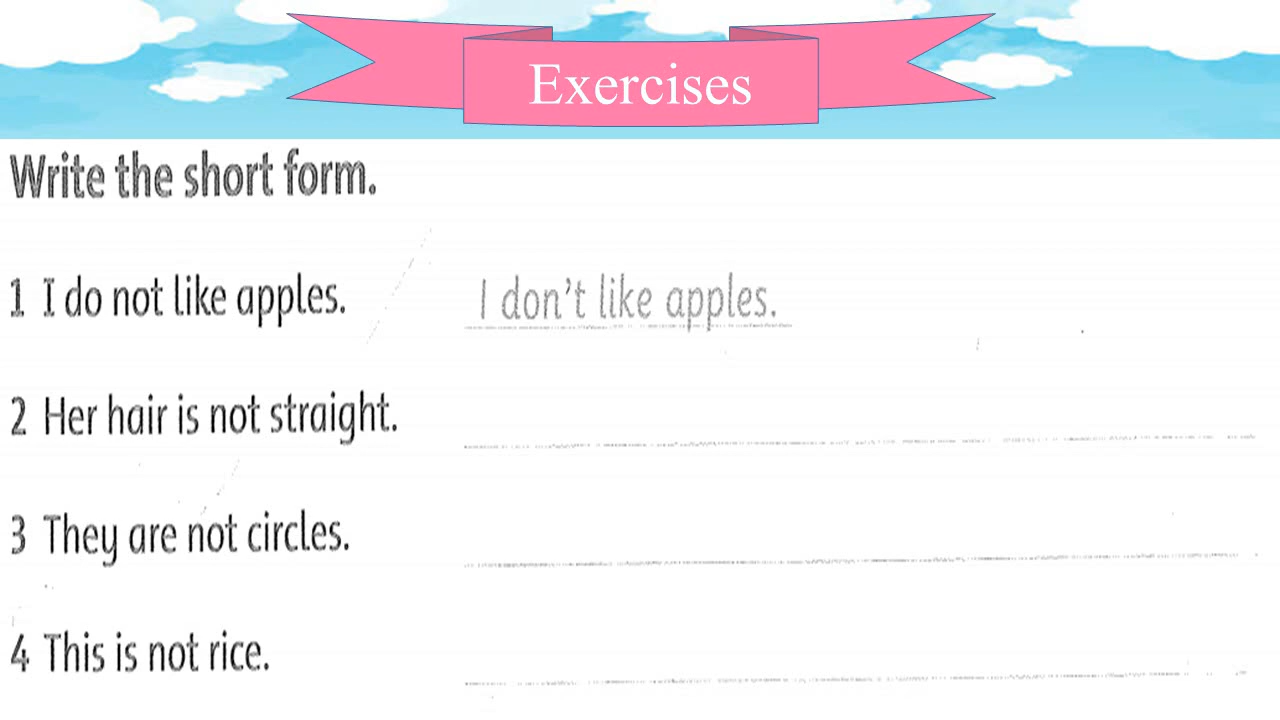 Exercises
Write the short form.
1 I do not like apples. I don't like apples.
2 Her hair is not straight.
3 They are not circles.
4 This is not rice.